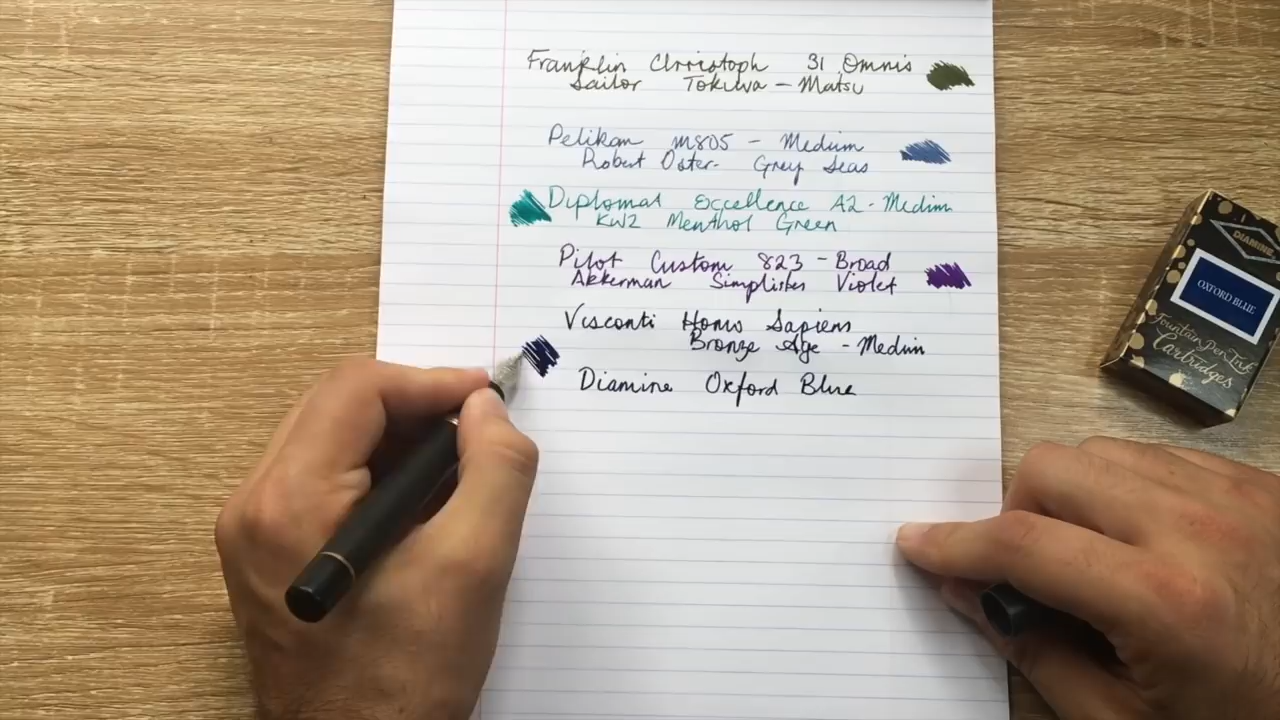 Franklin Christoph 31 Omnis
Sailor Tokiwa - Matsu
Pelikan M805 - Medium
Robert Oster - Grey Seas
Diplomat Excellence A2 - Medim
KWZ Menthol Green
Pilot Custom 823 - Broad
Akkerman Simplistes Violet
Visconti Homo Sapiens
Bronze Age - Medium
Diamine Oxford Blue
DIAMINE
OXFORD BLUE
Fountain Pen Ink
Cartridges